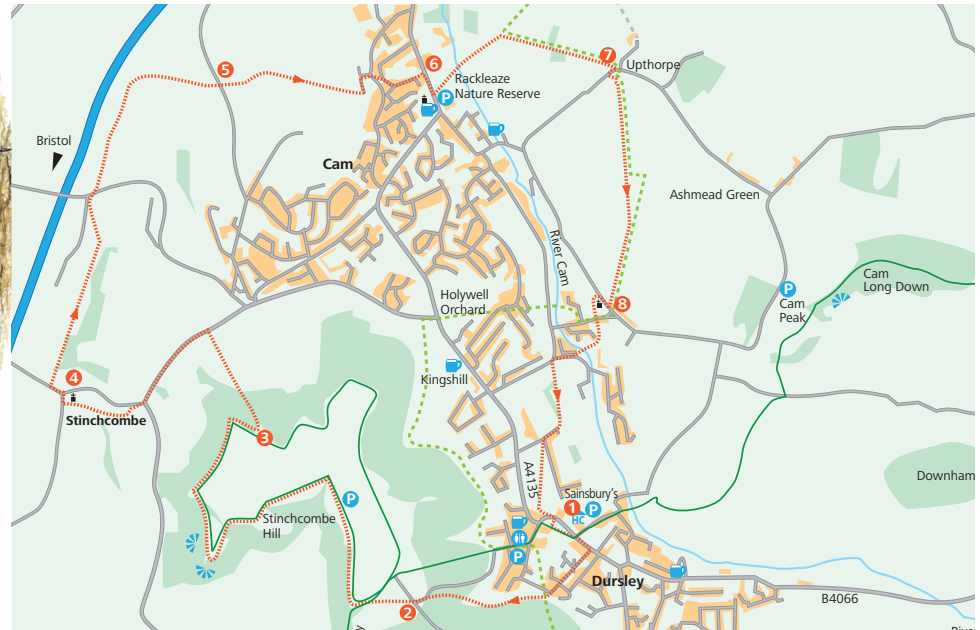 5
6
7
P
Rackleaze
Nature Reserve
Upthorpe
Bristol
Cam
Ashmead Green
River Cam
Cam
Long Down
P
Cam
Peak
Holywell
Orchard
8
4
Kingshill
Stinchcombe
3
A4135
Downham
P
Sainsbury's
1
P
HC
Stinchcombe
Hill
P
Dursley
2
B4066